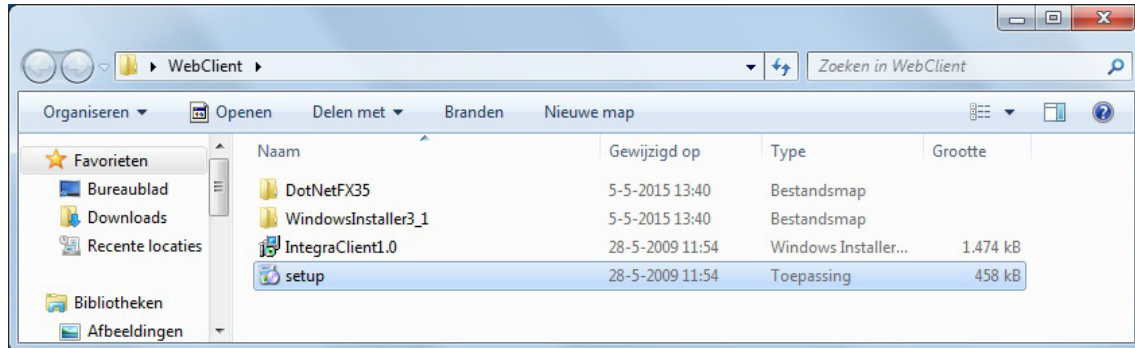 WebClient
Zoeken in WebClient
Organiseren Openen Delen met Branden Nieuwe map
Favorieten
Bureaublad
Downloads
Recente locaties
Bibliotheken
Afbeeldingen
Naam Gewijzigd op Type Grootte
DotNetFX35 5-5-2015 13:40 Bestandsmap
WindowsInstaller3_1 5-5-2015 13:40 Bestandsmap
IntegraClient1.0 28-5-2009 11:54 Windows Installer... 1.474 kB
setup 28-5-2009 11:54 Toepassing 458 kB